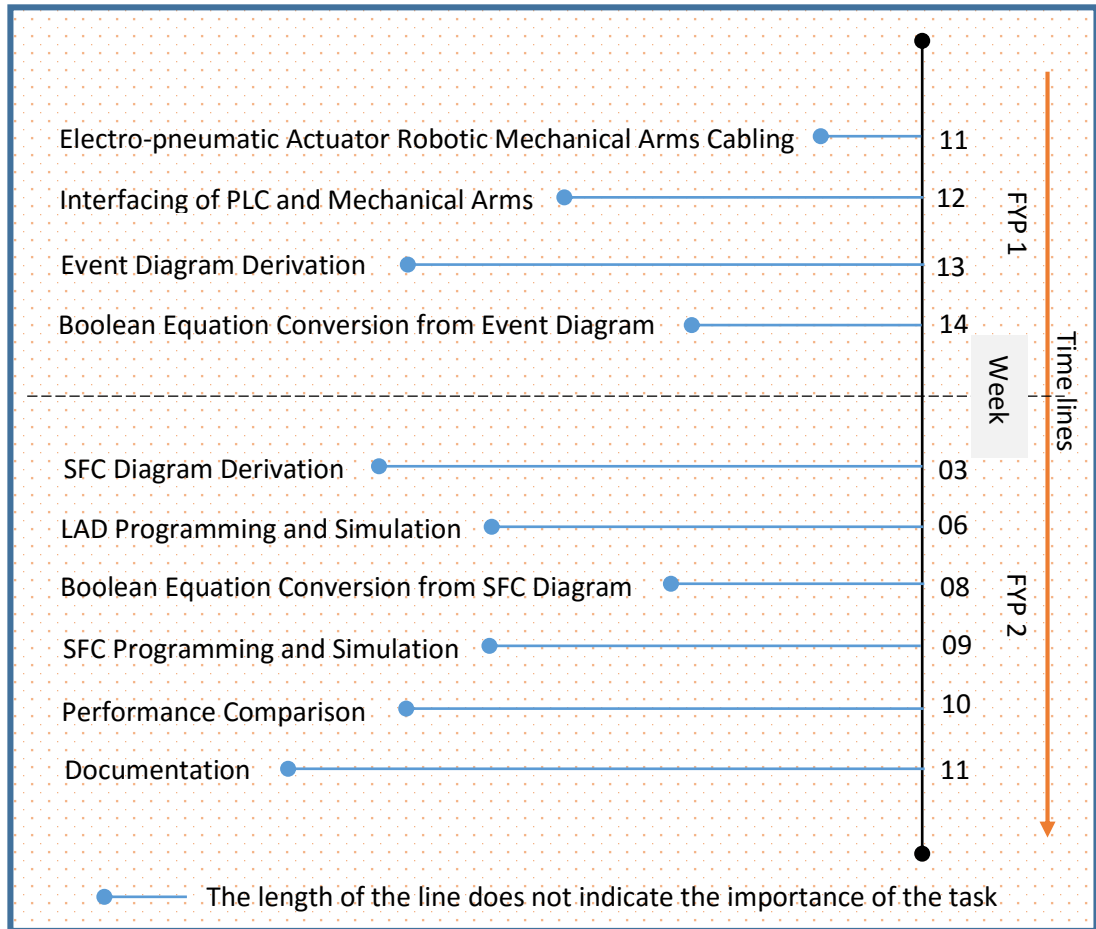 Electro-pneumatic Actuator Robotic Mechanical Arms Cabling 11
Interfacing of PLC and Mechanical Arms 12
Event Diagram Derivation 13
Boolean Equation Conversion from Event Diagram 14
FYP 1
Week
Time lines
SFC Diagram Derivation 03
LAD Programming and Simulation 06
Boolean Equation Conversion from SFC Diagram 08
SFC Programming and Simulation 09
Performance Comparison 10
Documentation 11
FYP 2
The length of the line does not indicate the importance of the task